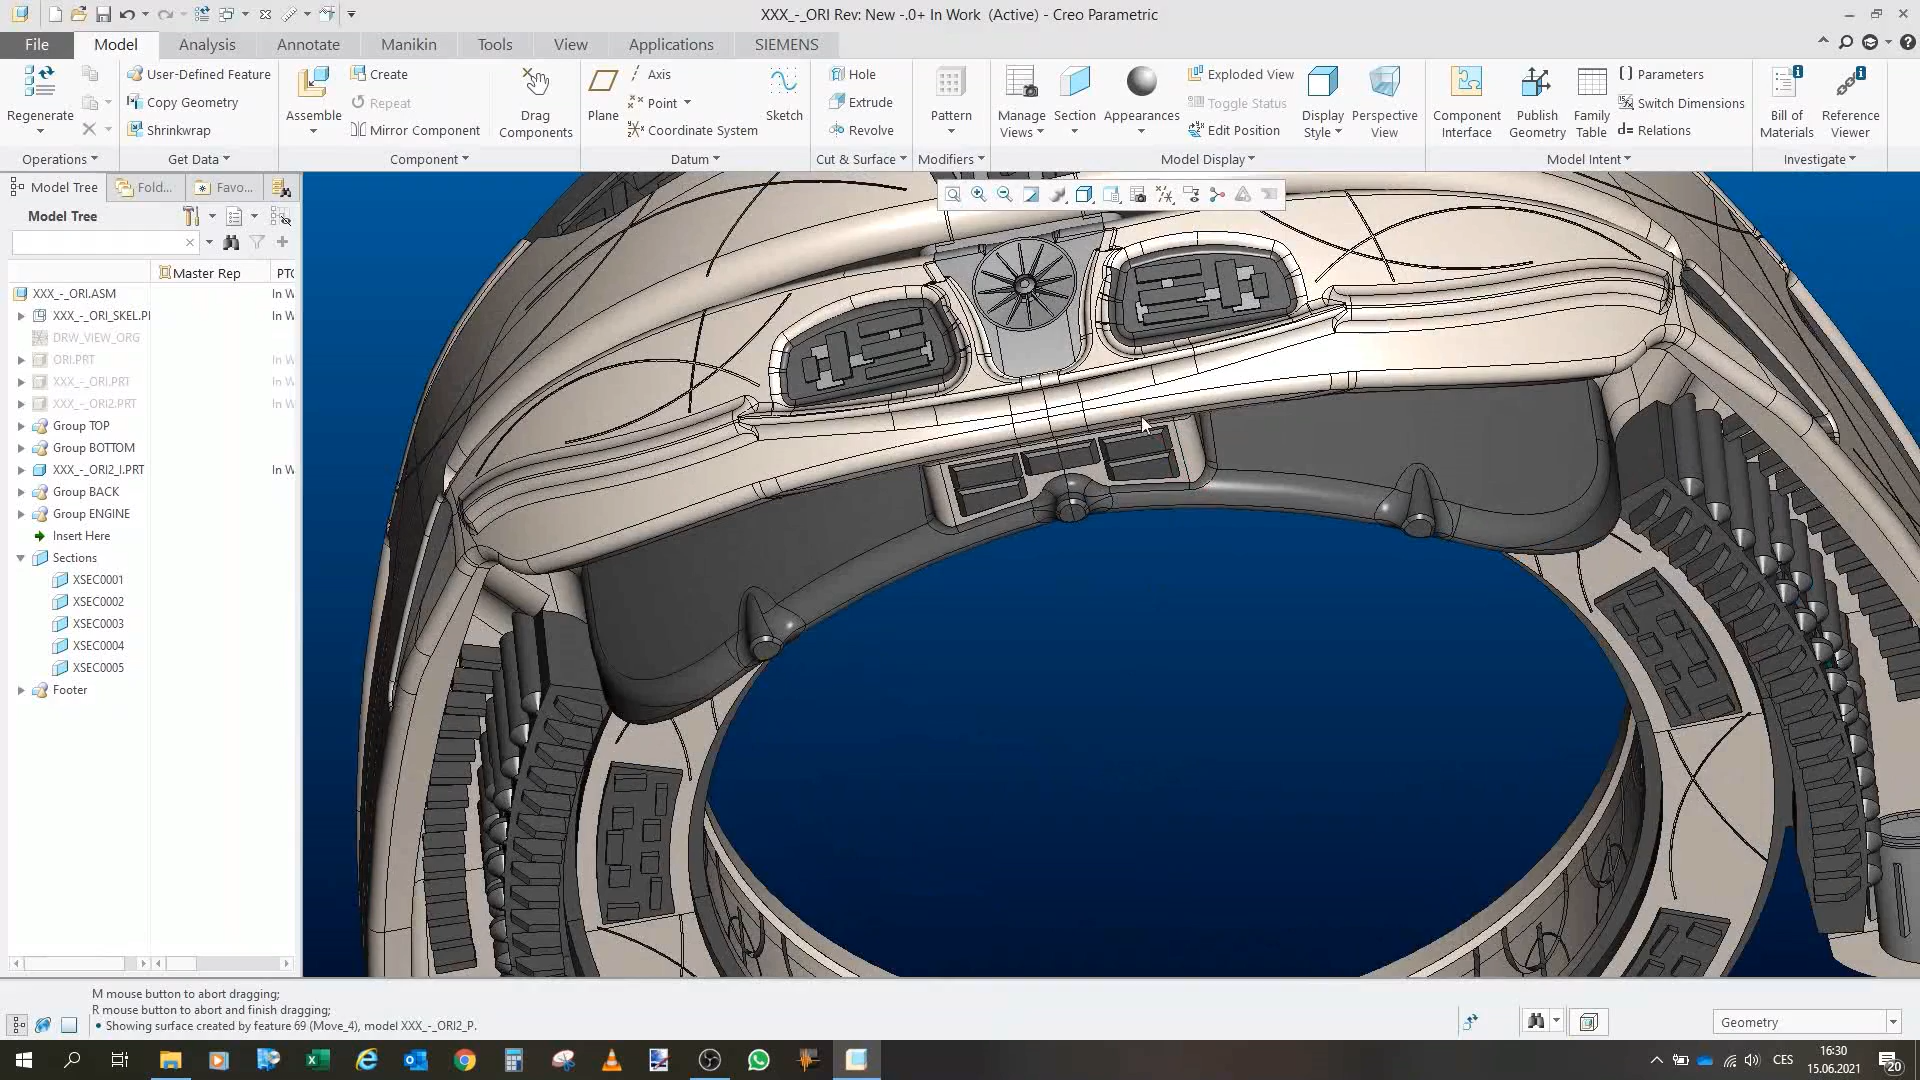 XXX_-_ORI Rev: New -.0+ In Work (Active) - Creo Parametric
File Model Analysis Annotate Manikin Tools View Applications SIEMENS
Regenerate
User-Defined Feature
Copy Geometry
Shrinkwrap
Assemble
Create
Repeat
Mirror Component
Drag
Components
Plane
Axis
Point
Coordinate System
Sketch
Hole
Extrude
Revolve
Pattern
Manage
Views
Section
Appearances
Exploded View
Toggle Status
Edit Position
Display
Style
Perspective
View
Component
Interface
Publish
Geometry
Family
Table
Parameters
Switch Dimensions
d= Relations
Bill of
Materials
Reference
Viewer
Operations Get Data Component Datum Cut & Surface Modifiers Model Display Model Intent Investigate
Model Tree Fold... Favo...
Model Tree
Master Rep PTC
XXX_-_ORI.ASM In W
XXX_-_ORI_SKEL.P In W
DRW_VIEW_ORG
ORI.PRT In W
XXX_-_ORI.PRT In W
XXX_-_ORI2.PRT In W
Group TOP
Group BOTTOM
XXX_-_ORI2_I.PRT In W
Group BACK
Group ENGINE
Insert Here
Sections
XSEC0001
XSEC0002
XSEC0003
XSEC0004
XSEC0005
Footer
M mouse button to abort dragging;
R mouse button to abort and finish dragging;
• Showing surface created by feature 69 (Move_4), model XXX_-_ORI2_P.
Geometry
CES
16:30
15.06.2021
20